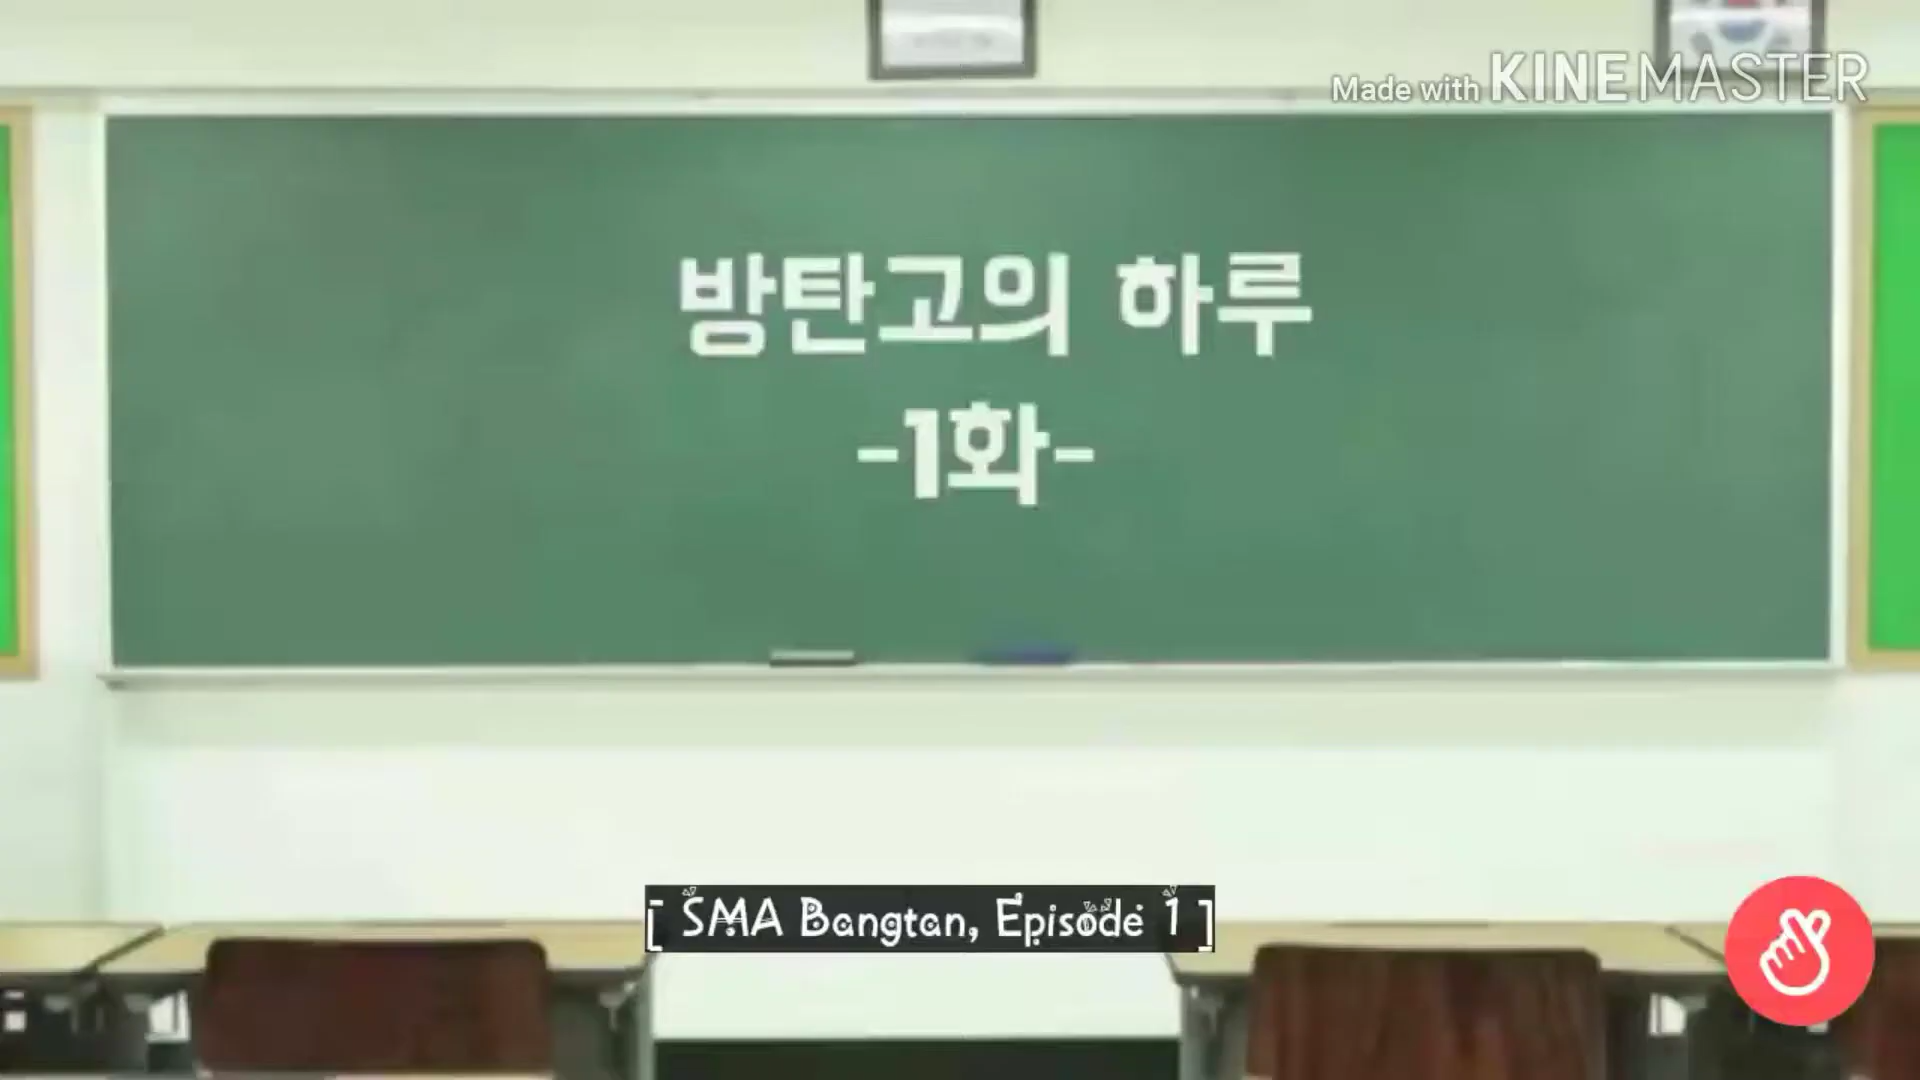 Made with KINEMASTER
방탄고의 하루
-1화-
[ SMA Bangtan, Episode 1 ]